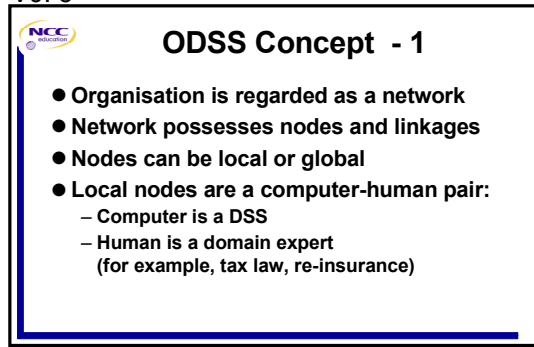 NCC
education
ODSS Concept - 1
● Organisation is regarded as a network
● Network possesses nodes and linkages
● Nodes can be local or global
● Local nodes are a computer-human pair:
– Computer is a DSS
– Human is a domain expert
(for example, tax law, re-insurance)